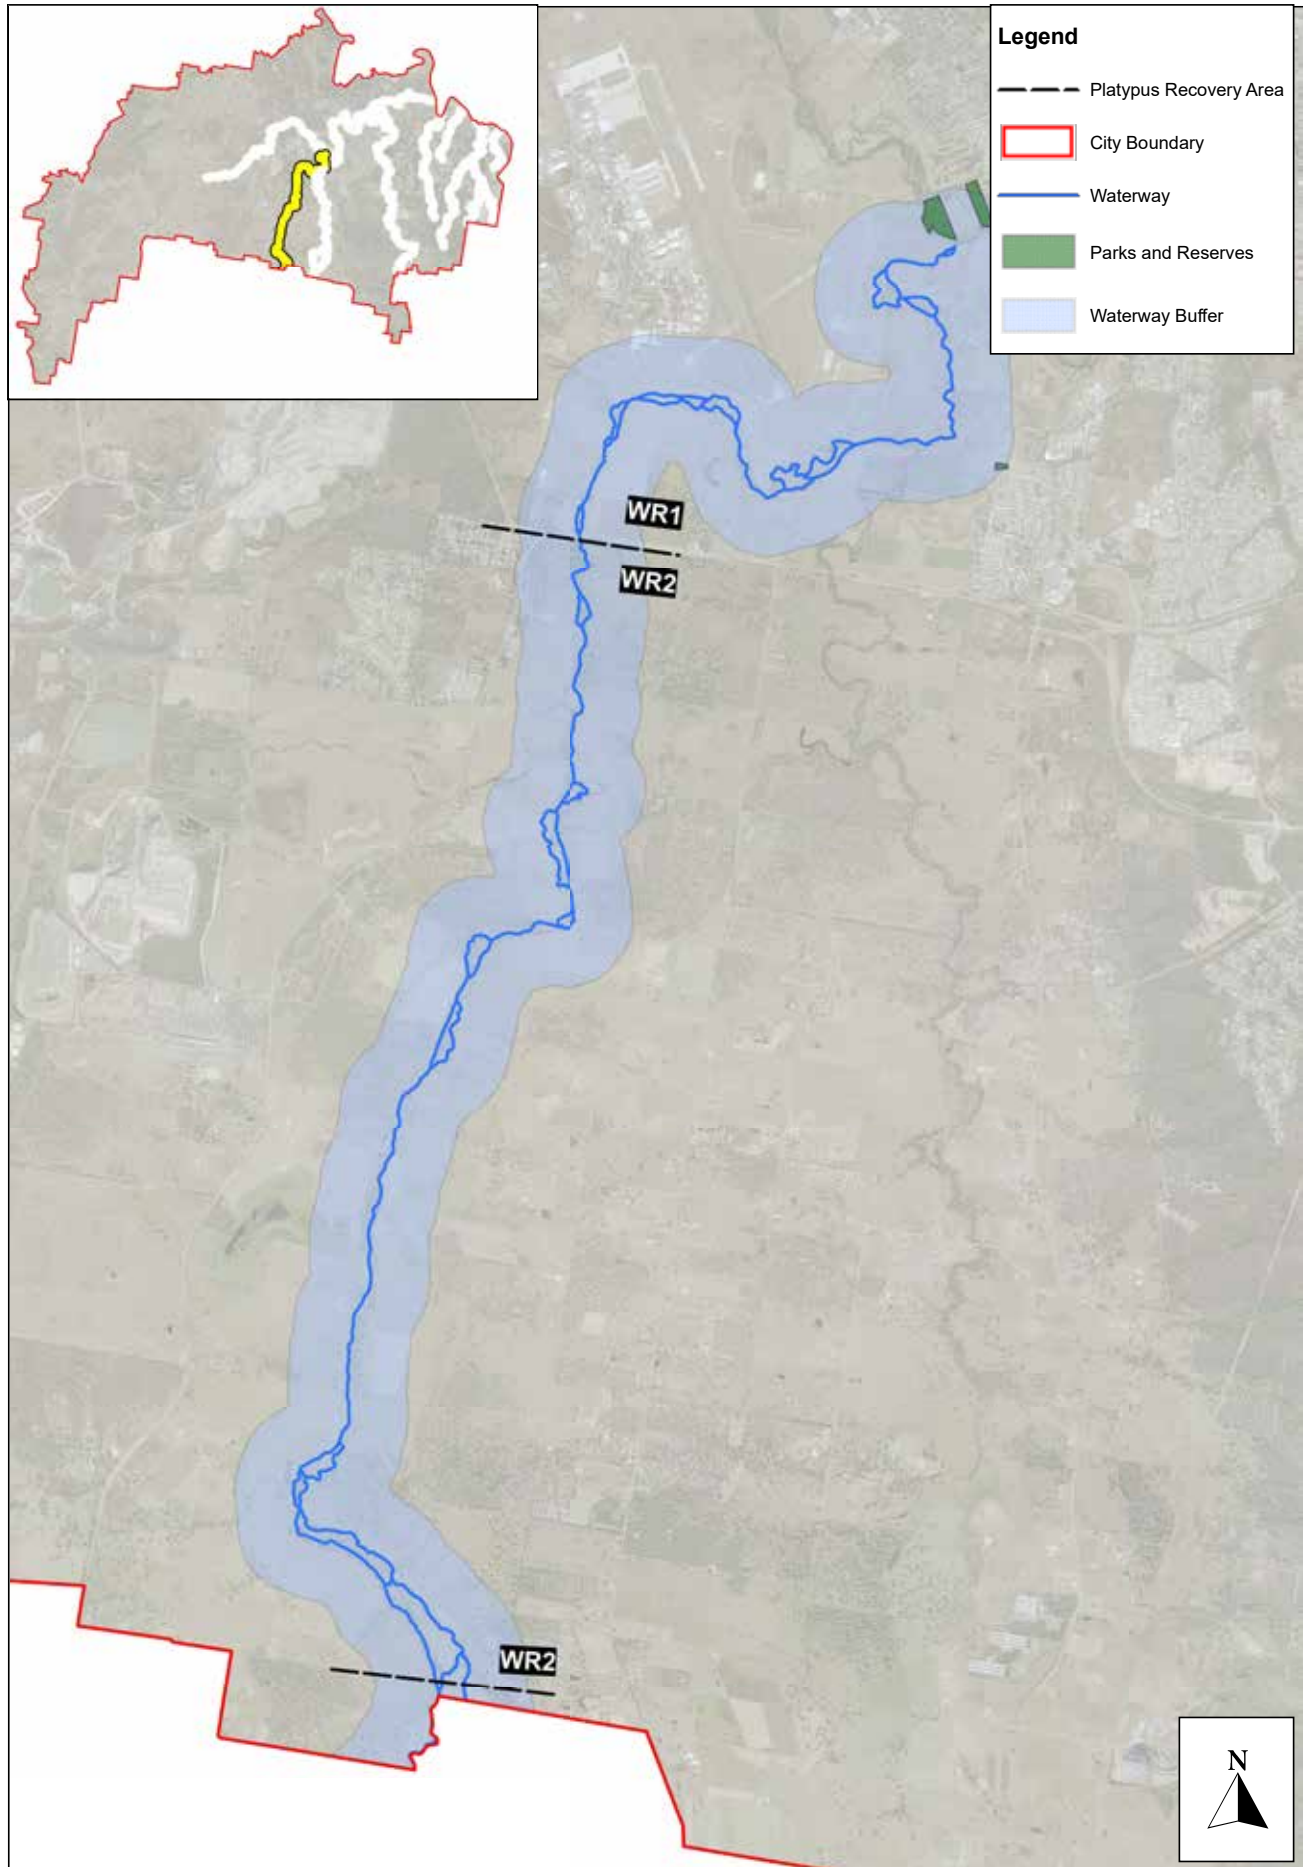 Legend
Platypus Recovery Area
City Boundary
Waterway
Parks and Reserves
Waterway Buffer
WR1
WR2
WR2
N